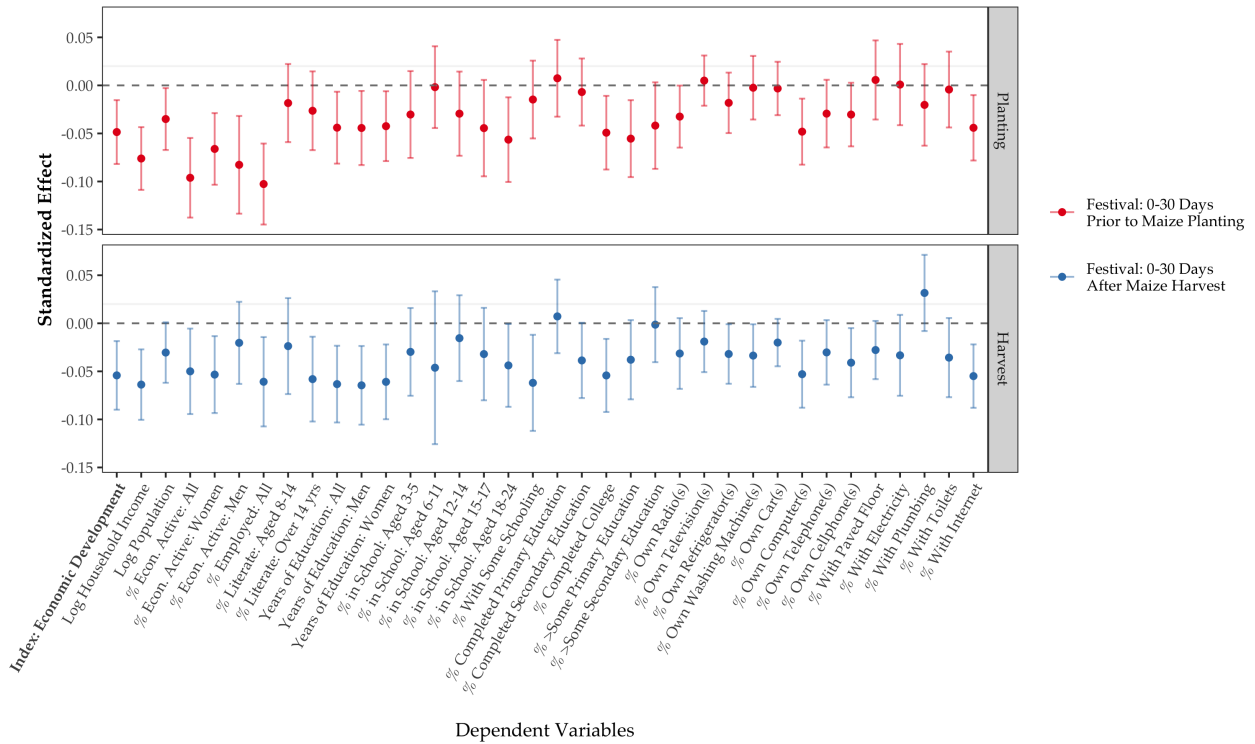 Standardized Effect
0.05
0.00
-0.05
-0.10
-0.15
Planting
0.05
0.00
-0.05
-0.10
-0.15
Harvest
Festival: 0-30 Days
Prior to Maize Planting
Festival: 0-30 Days
After Maize Harvest
Index: Economic Development
Log Household Income
Log Population
% Econ. Active: All
% Econ. Active: Women
% Econ. Active: Men
% Employed: All
% Literate: Aged 8-14
% Literate: Over 14 yrs
Years of Education: All
Years of Education: Men
Years of Education: Women
% in School: Aged 3-5
% in School: Aged 6-11
% in School: Aged 12-14
% in School: Aged 15-17
% in School: Aged 18-24
% With Some Schooling
% Completed Primary Education
% Completed Secondary Education
% Completed College
% >Some Primary Education
% >Some Secondary Education
% Own Radio(s)
% Own Television(s)
% Own Refrigerator(s)
% Own Washing Machine(s)
% Own Car(s)
% Own Computer(s)
% Own Telephone(s)
% Own Cellphone(s)
% With Paved Floor
% With Electricity
% With Plumbing
% With Toilets
% With Internet
Dependent Variables